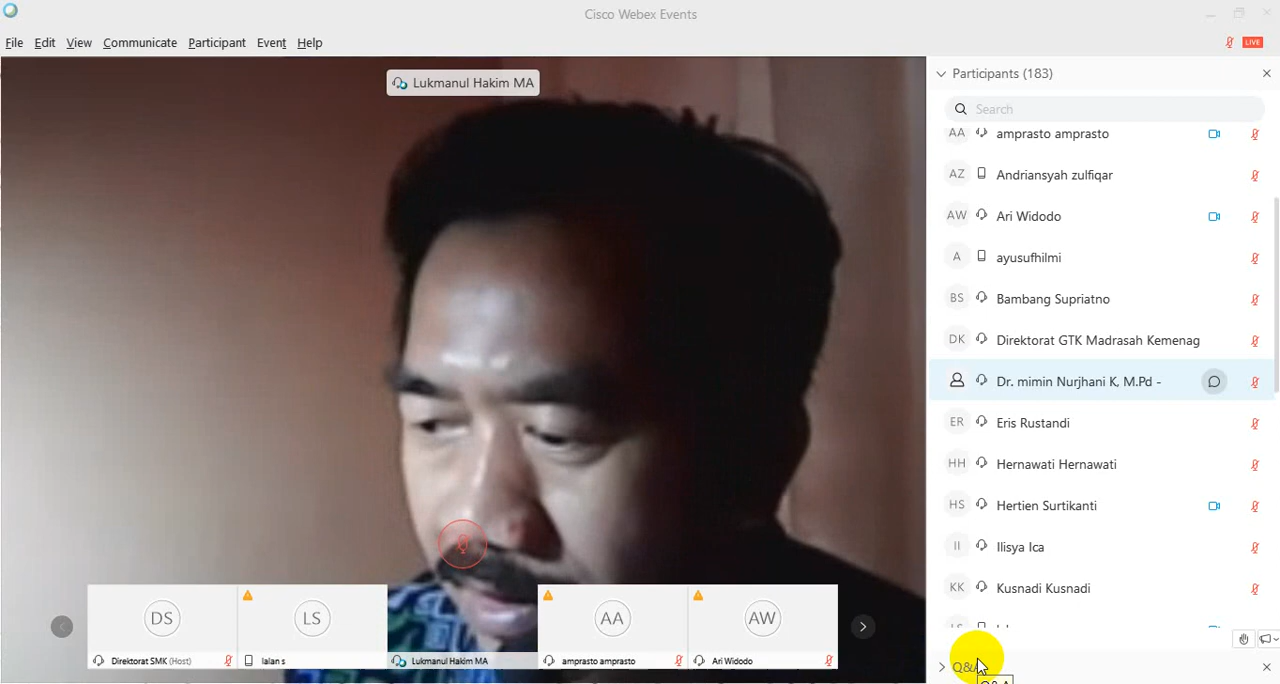 Cisco Webex Events
File Edit View Communicate Participant Event Help
LIVE
Lukmanul Hakim MA
Participants (183)
Search
AA amprasto amprasto
AZ Andriansyah zulfiqar
AW Ari Widodo
A ayusufhilmi
BS Bambang Supriatno
DK Direktorat GTK Madrasah Kemenag
Dr. mimin Nurjhani K, M.Pd -
ER Eris Rustandi
HH Hernawati Hernawati
HS Hertien Surtikanti
II Ilisya Ica
KK Kusnadi Kusnadi
DS
LS
AA
AW
Direktorat SMK (Host)
lalan s
Lukmanul Hakim MA
amprasto amprasto
Ari Widodo
Q&A